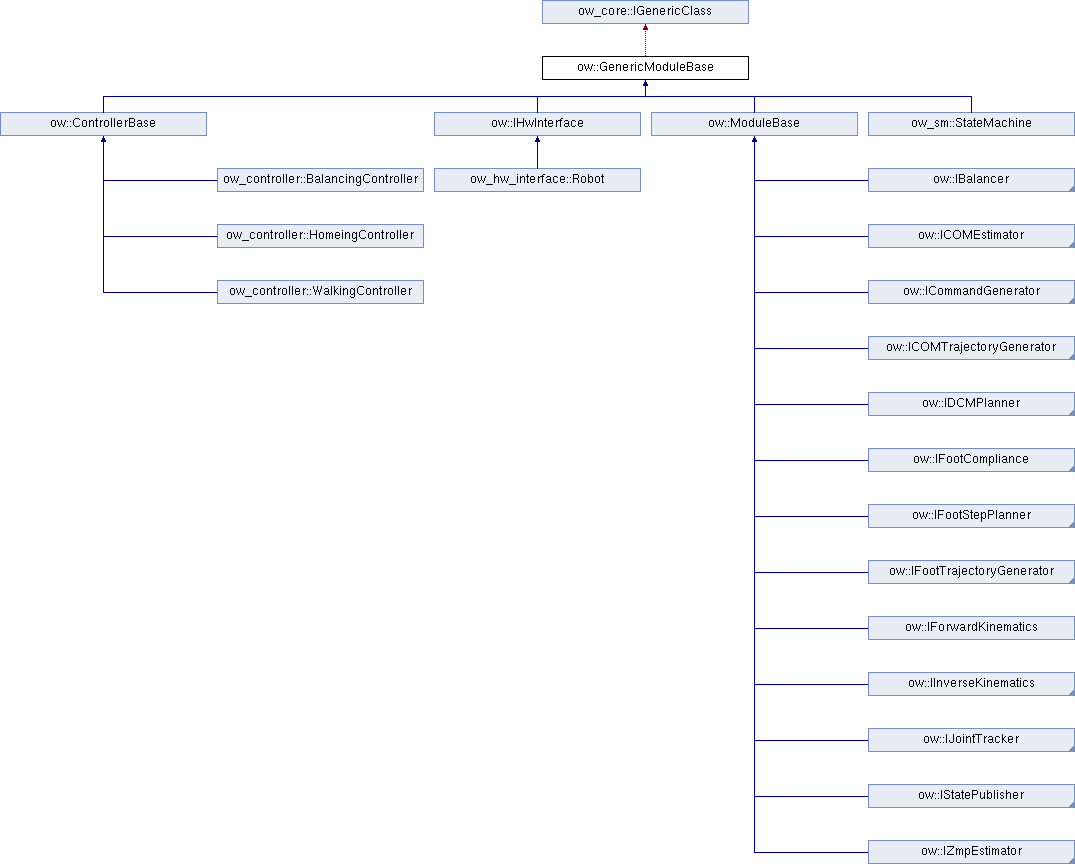 ow_core::IGenericClass
ow::GenericModuleBase
ow::ControllerBase
ow::IHwInterface
ow::ModuleBase
ow_sm::StateMachine
ow_controller::BalancingController
ow_hw_interface::Robot
ow::IBalancer
ow_controller::HomeingController
ow::ICOMEstimator
ow_controller::WalkingController
ow::ICommandGenerator
ow::ICOMTrajectoryGenerator
ow::IDCMPlanner
ow::IFootCompliance
ow::IFootStepPlanner
ow::IFootTrajectoryGenerator
ow::IForwardKinematics
ow::IInverseKinematics
ow::IJointTracker
ow::IStatePublisher
ow::IZmpEstimator